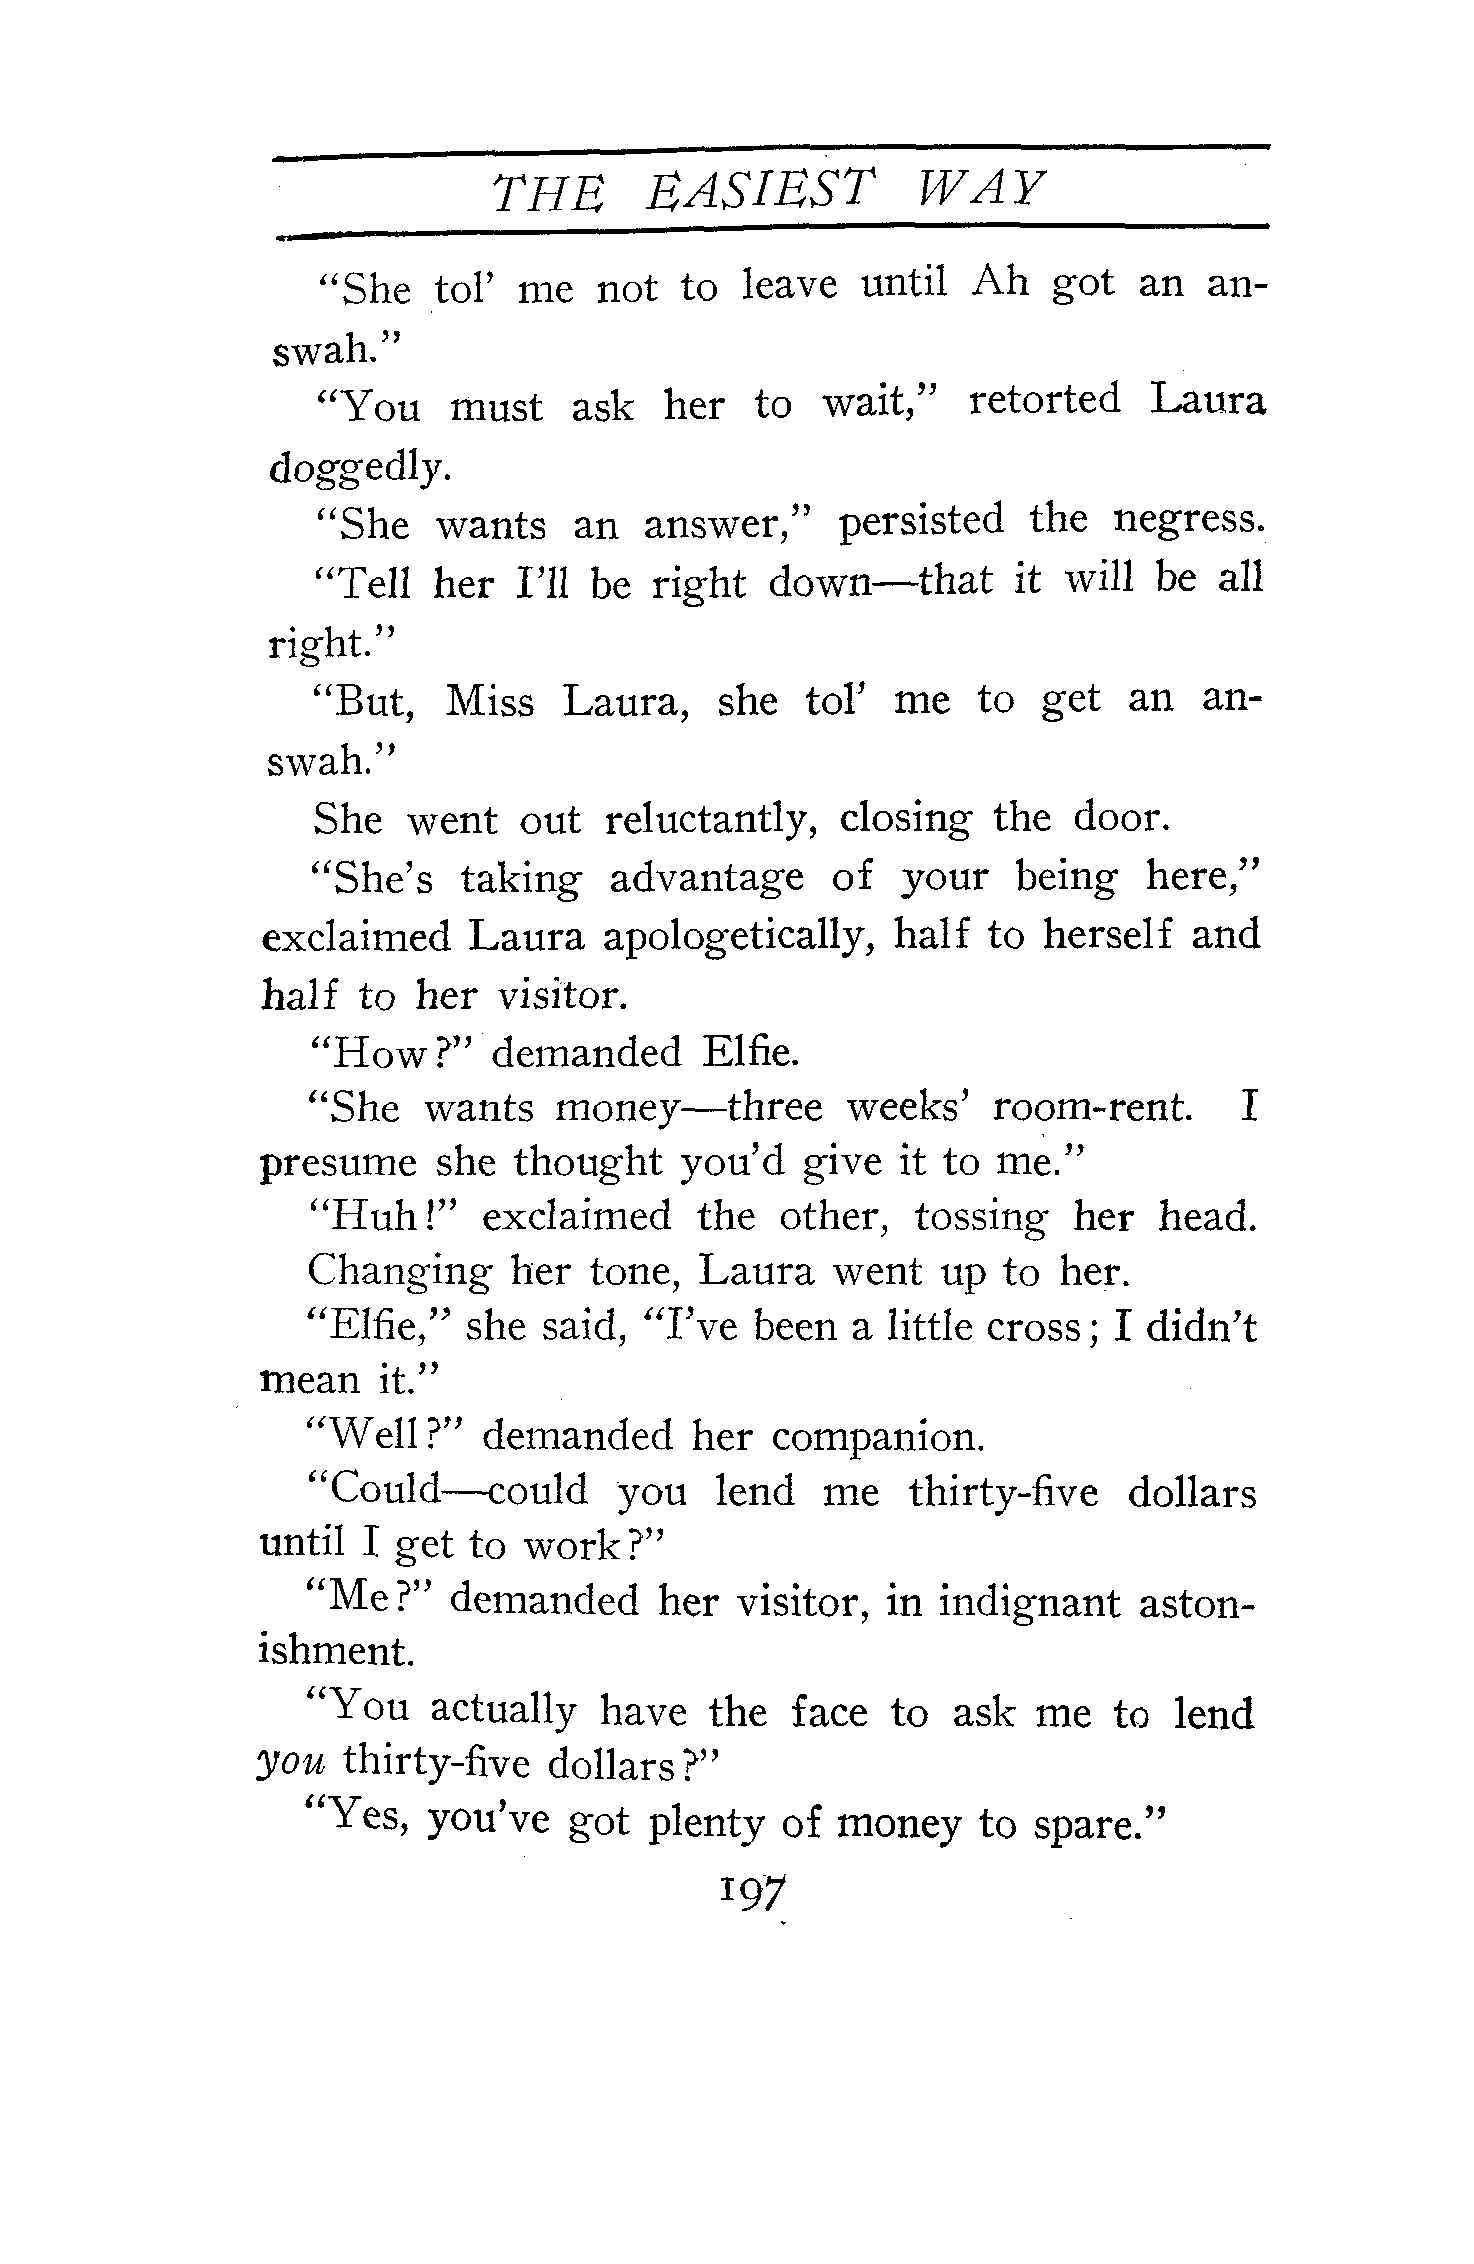 THE EASIEST WAY
“She tol’ me not to leave until Ah got an an-
swah.”
“You must ask her to wait,” retorted Laura
doggedly.
“She wants an answer,” persisted the negress.
“Tell her I’ll be right down—that it will be all
right.”
“But, Miss Laura, she tol’ me to get an an-
swah.”
She went out reluctantly, closing the door.
“She’s taking advantage of your being here,”
exclaimed Laura apologetically, half to herself and
half to her visitor.
“How?” demanded Elfie.
“She wants money—three weeks’ room-rent. I
presume she thought you’d give it to me.”
“Huh!” exclaimed the other, tossing her head.
Changing her tone, Laura went up to her.
“Elfie,” she said, “I’ve been a little cross; I didn’t
mean it.”
“Well?” demanded her companion.
“Could—could you lend me thirty-five dollars
until I get to work?”
“Me?” demanded her visitor, in indignant aston-
ishment.
“You actually have the face to ask me to lend
you thirty-five dollars?”
“Yes, you’ve got plenty of money to spare.”
197